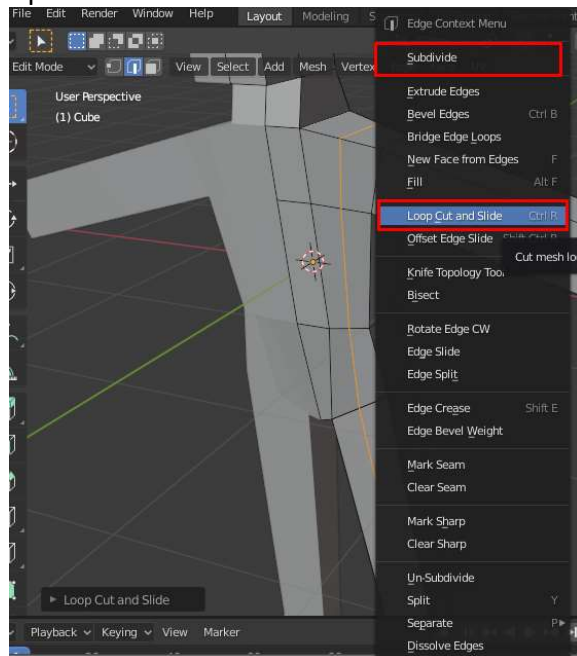 File Edit Render Window Help Layout Modeling S
Edge Context Menu
Edit Mode View Select Add Mesh Vertex
User Perspective
(1) Cube
Subdivide
Extrude Edges
Bevel Edges Ctrl B
Bridge Edge Loops
New Face from Edges F
Fill Alt F
Loop Cut and Slide Ctrl R
Offset Edge Slide Shift Ctrl R
Cut mesh lo
Knife Topology Tool
Bisect
Rotate Edge CW
Edge Slide
Edge Split
Edge Crease Shift E
Edge Bevel Weight
Mark Seam
Clear Seam
Mark Sharp
Clear Sharp
Un-Subdivide
Split Y
Separate P
Dissolve Edges
Loop Cut and Slide
Playback Keying View Marker